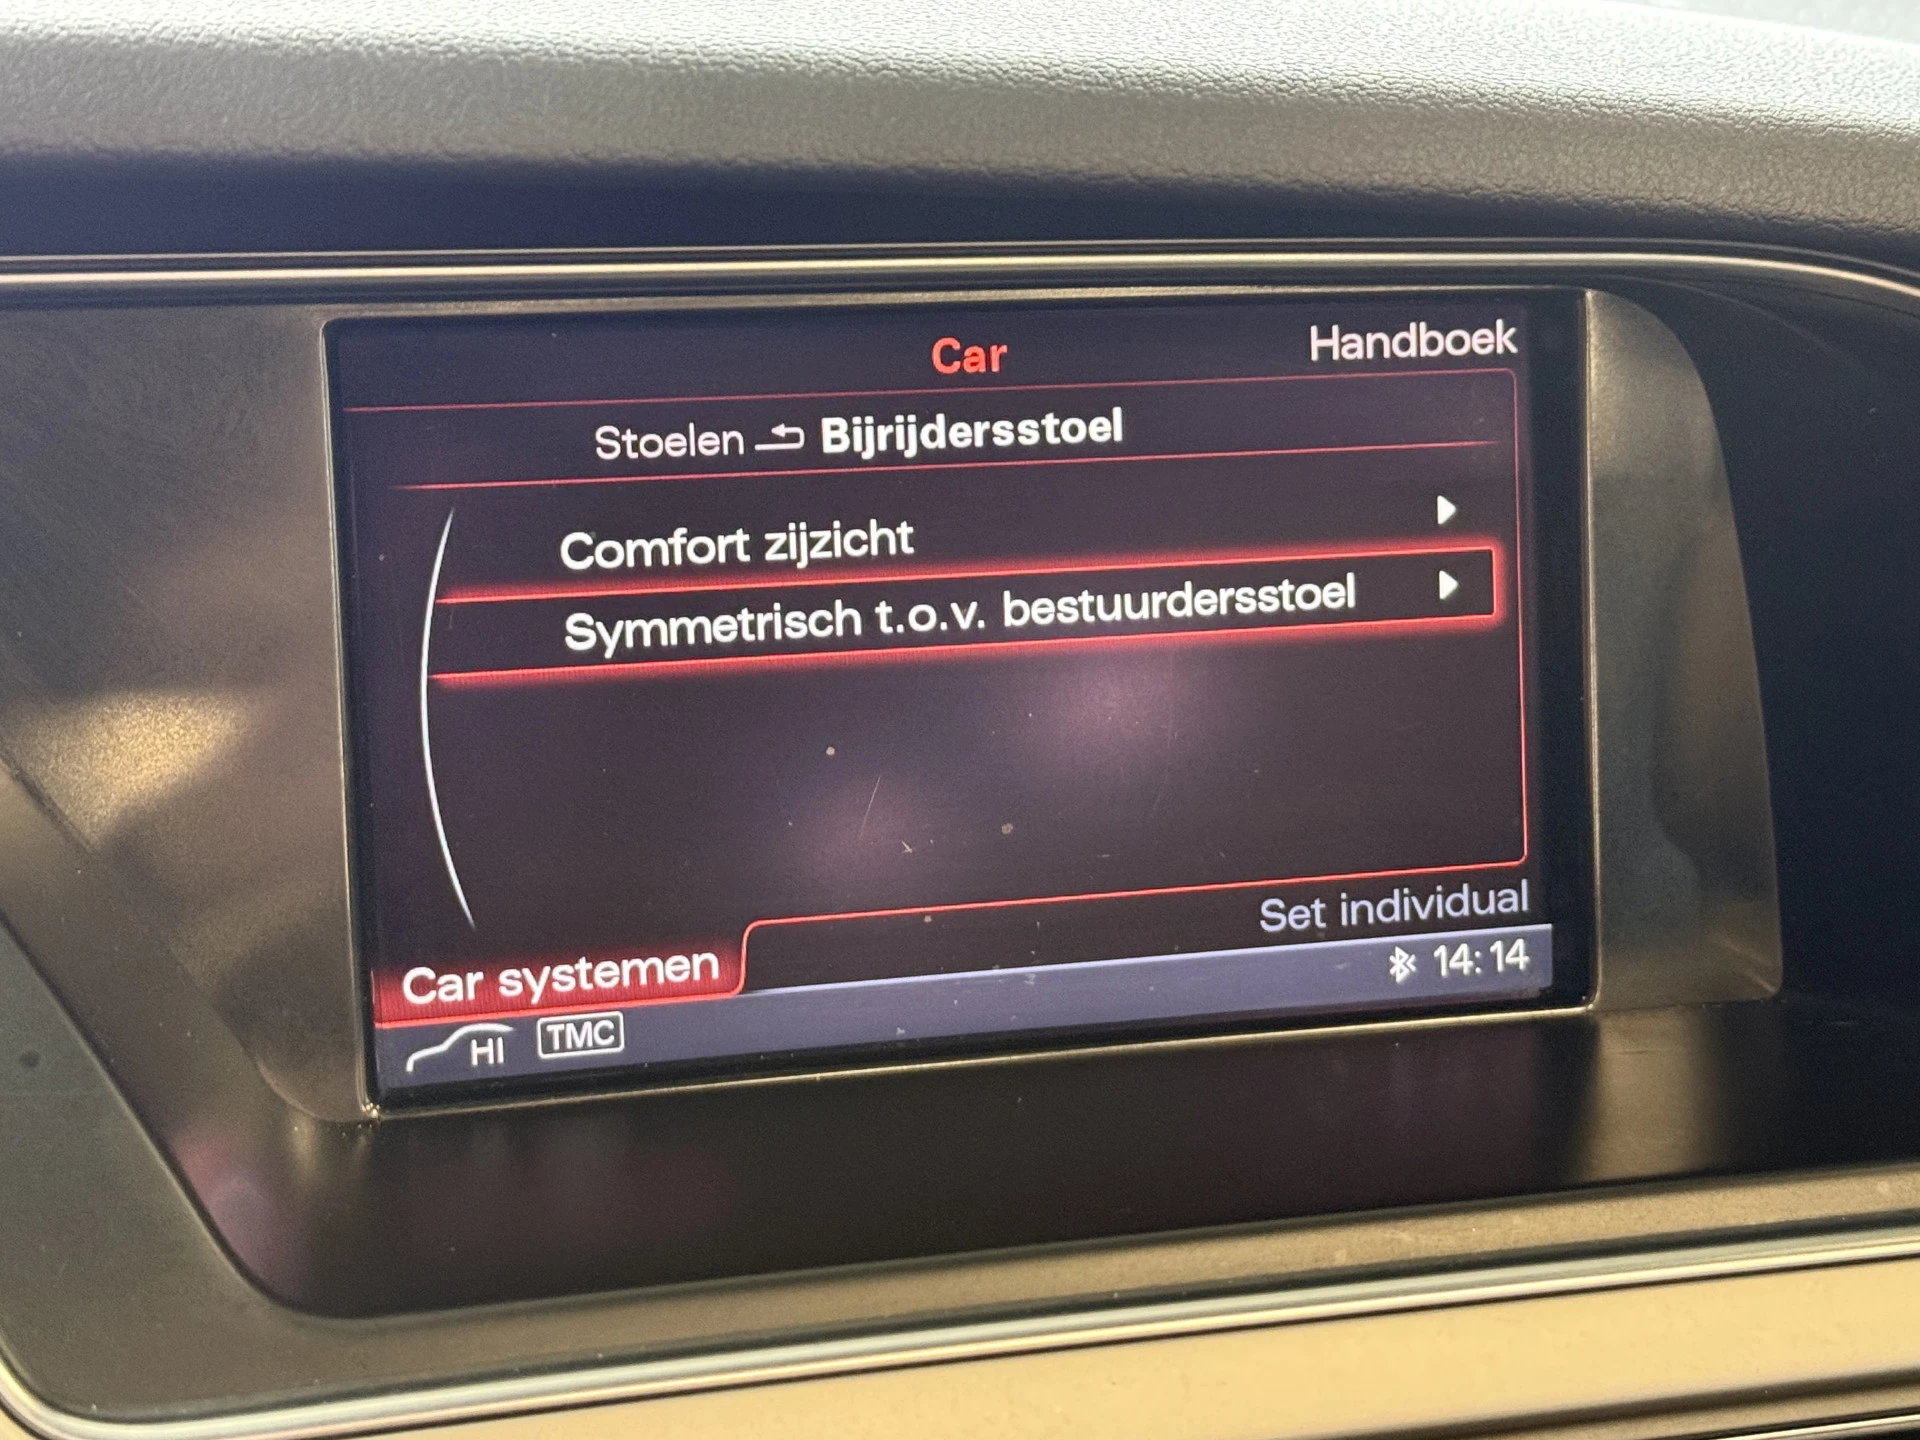 Car
Handboek
Stoelen Bijrijdersstoel
Comfort zijzicht
Symmetrisch t.o.v. bestuurdersstoel
Set individual
Car systemen
14:14
HI TMC